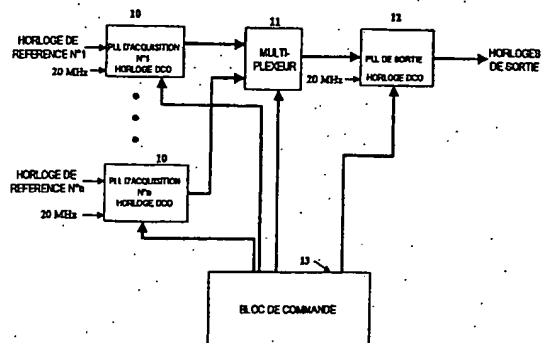 10
HORLOGE DE
REFERENCE N°1
20 MHz
PLL D'ACQUISITION
N°1
HORLOGE DCO
11
MULTI-
PLEXEUR
12
PLL DE SORTIE
20 MHz
HORLOGE DCO
HORLOGES
DE SORTIE
10
HORLOGE DE
REFERENCE N°n
20 MHz
PLL D'ACQUISITION
N°n
HORLOGE DCO
13
BLOC DE COMMANDE